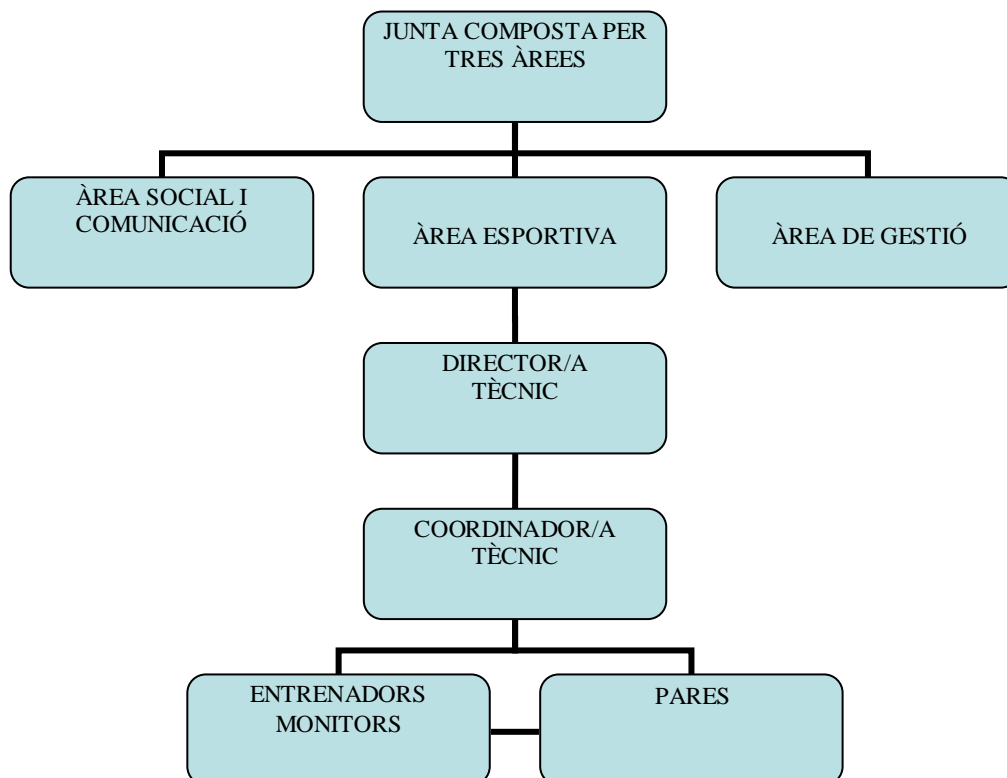 JUNTA COMPOSTA PER
TRES ÀREES
ÀREA SOCIAL I
COMUNICACIÓ
ÀREA ESPORTIVA
ÀREA DE GESTIÓ
DIRECTOR/A
TÈCNIC
COORDINADOR/A
TÈCNIC
ENTRENADORS
MONITORS
PARES